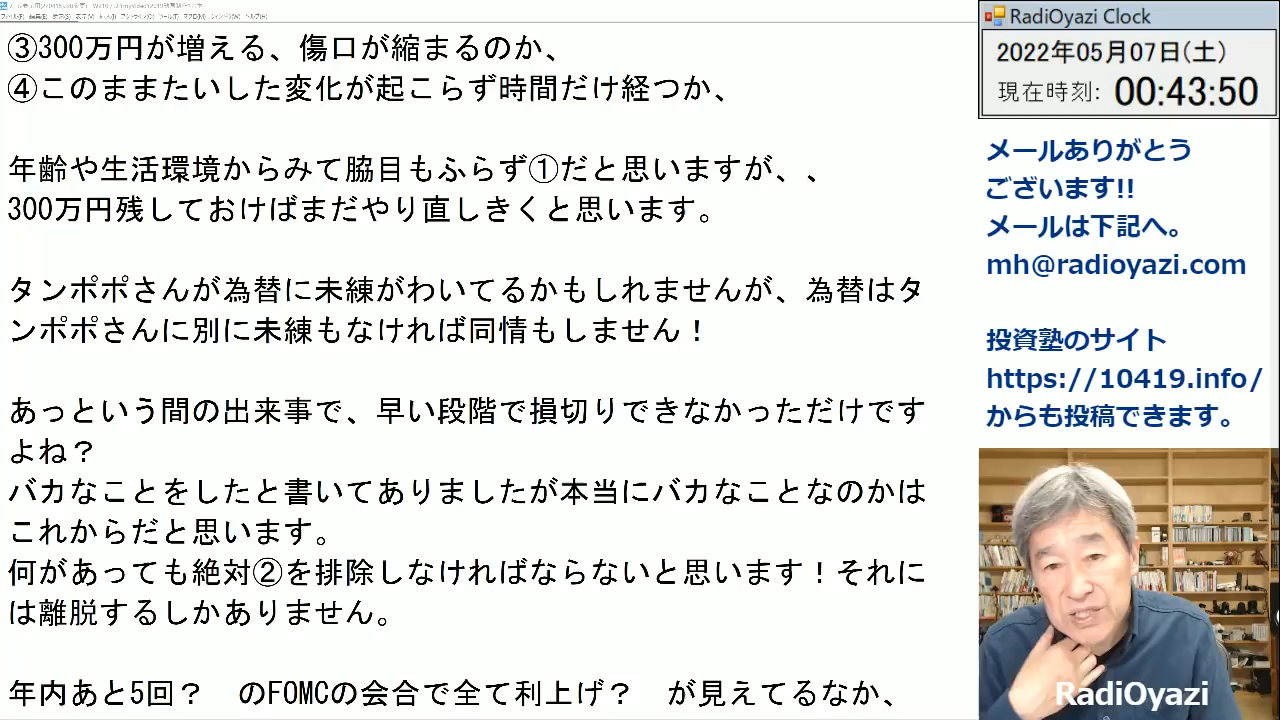 ③300万円が増える、傷口が縮まるのか、
④このままたいした変化が起こらず時間だけ経つか、
年齢や生活環境からみて脇目もふらず①だと思いますが、、
300万円残しておけばまだやり直しきくと思います。
タンポポさんが為替に未練がわいてるかもしれませんが、為替はタ
ンポポさんに別に未練もなければ同情もしません！
あっという間の出来事で、早い段階で損切りできなかっただけです
よね？
バカなことをしたと書いてありましたが本当にバカなことなのかは
これからだと思います。
何があっても絶対②を排除しなければならないと思います！それに
は離脱するしかありません。
年内あと5回？　のFOMCの会合で全て利上げ？　が見えてるなか、
RadiOyazi Clock
2022年05月07日(土)
現在時刻: 00:43:50
メールありがとう
ございます!!
メールは下記へ。
mh@radioyazi.com
投資塾のサイト
https://10419.info/
からも投稿できます。
RadiOyazi